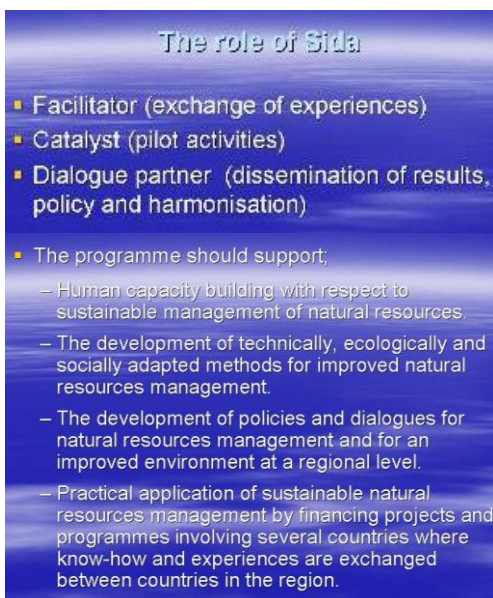 The role of Sida
▪ Facilitator (exchange of experiences)
▪ Catalyst (pilot activities)
▪ Dialogue partner (dissemination of results,
policy and harmonisation)
▪ The programme should support;
– Human capacity building with respect to
sustainable management of natural resources.
– The development of technically, ecologically and
socially adapted methods for improved natural
resources management.
– The development of policies and dialogues for
natural resources management and for an
improved environment at a regional level.
– Practical application of sustainable natural
resources management by financing projects and
programmes involving several countries where
know-how and experiences are exchanged
between countries in the region.